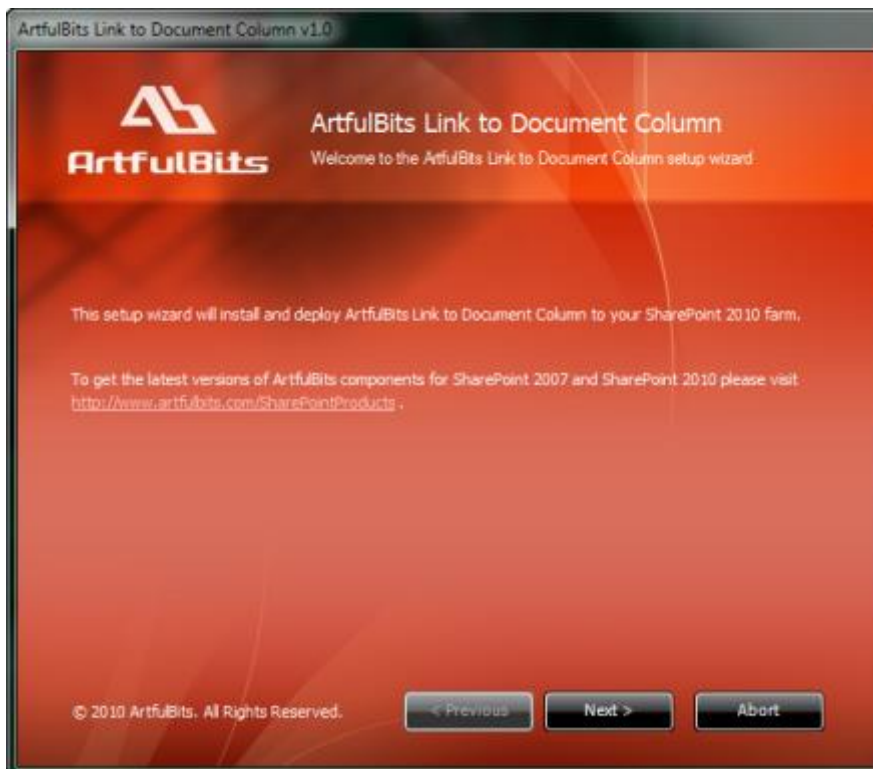 ArtfulBits Link to Document Column v1.0
ArtfulBits
ArtfulBits Link to Document Column
Welcome to the ArtfulBits Link to Document Column setup wizard
This setup wizard will install and deploy ArtfulBits Link to Document Column to your SharePoint 2010 farm.
To get the latest versions of ArtfulBits components for SharePoint 2007 and SharePoint 2010 please visit
http://www.artfulbits.com/SharePointProducts .
© 2010 ArtfulBits. All Rights Reserved.
< Previous
Next >
Abort